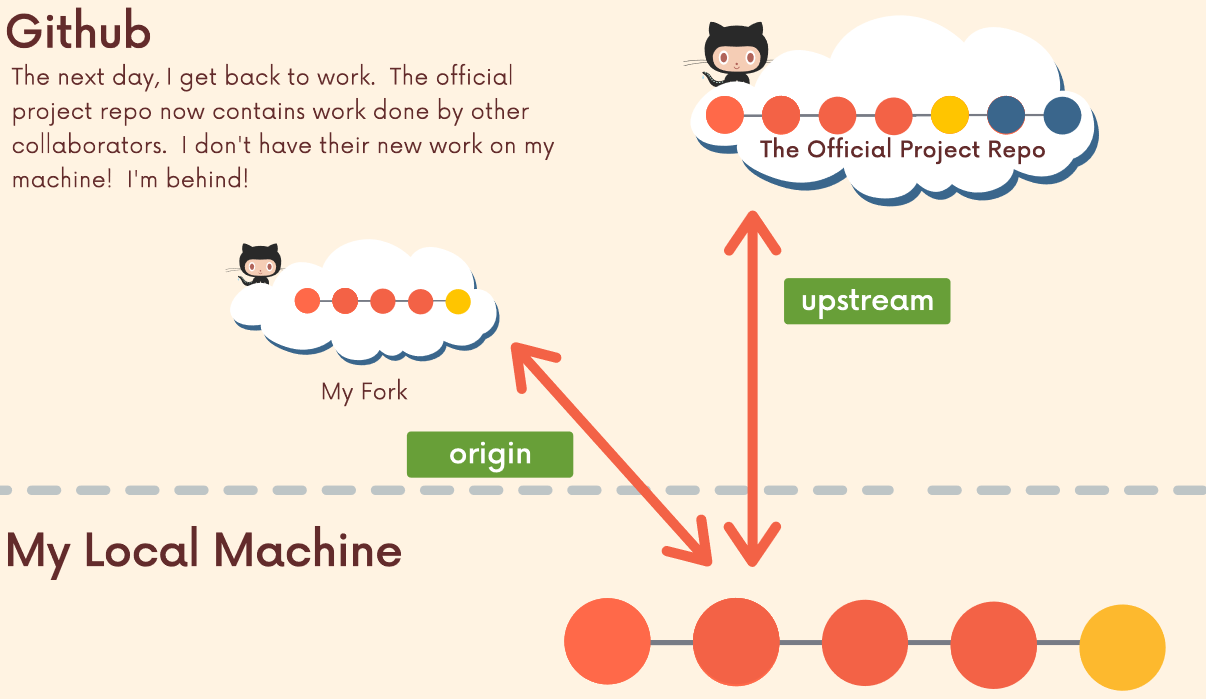 Github
The next day, I get back to work.  The official
project repo now contains work done by other
collaborators.  I don't have their new work on my
machine!  I'm behind!
The Official Project Repo
upstream
My Fork
origin
My Local Machine